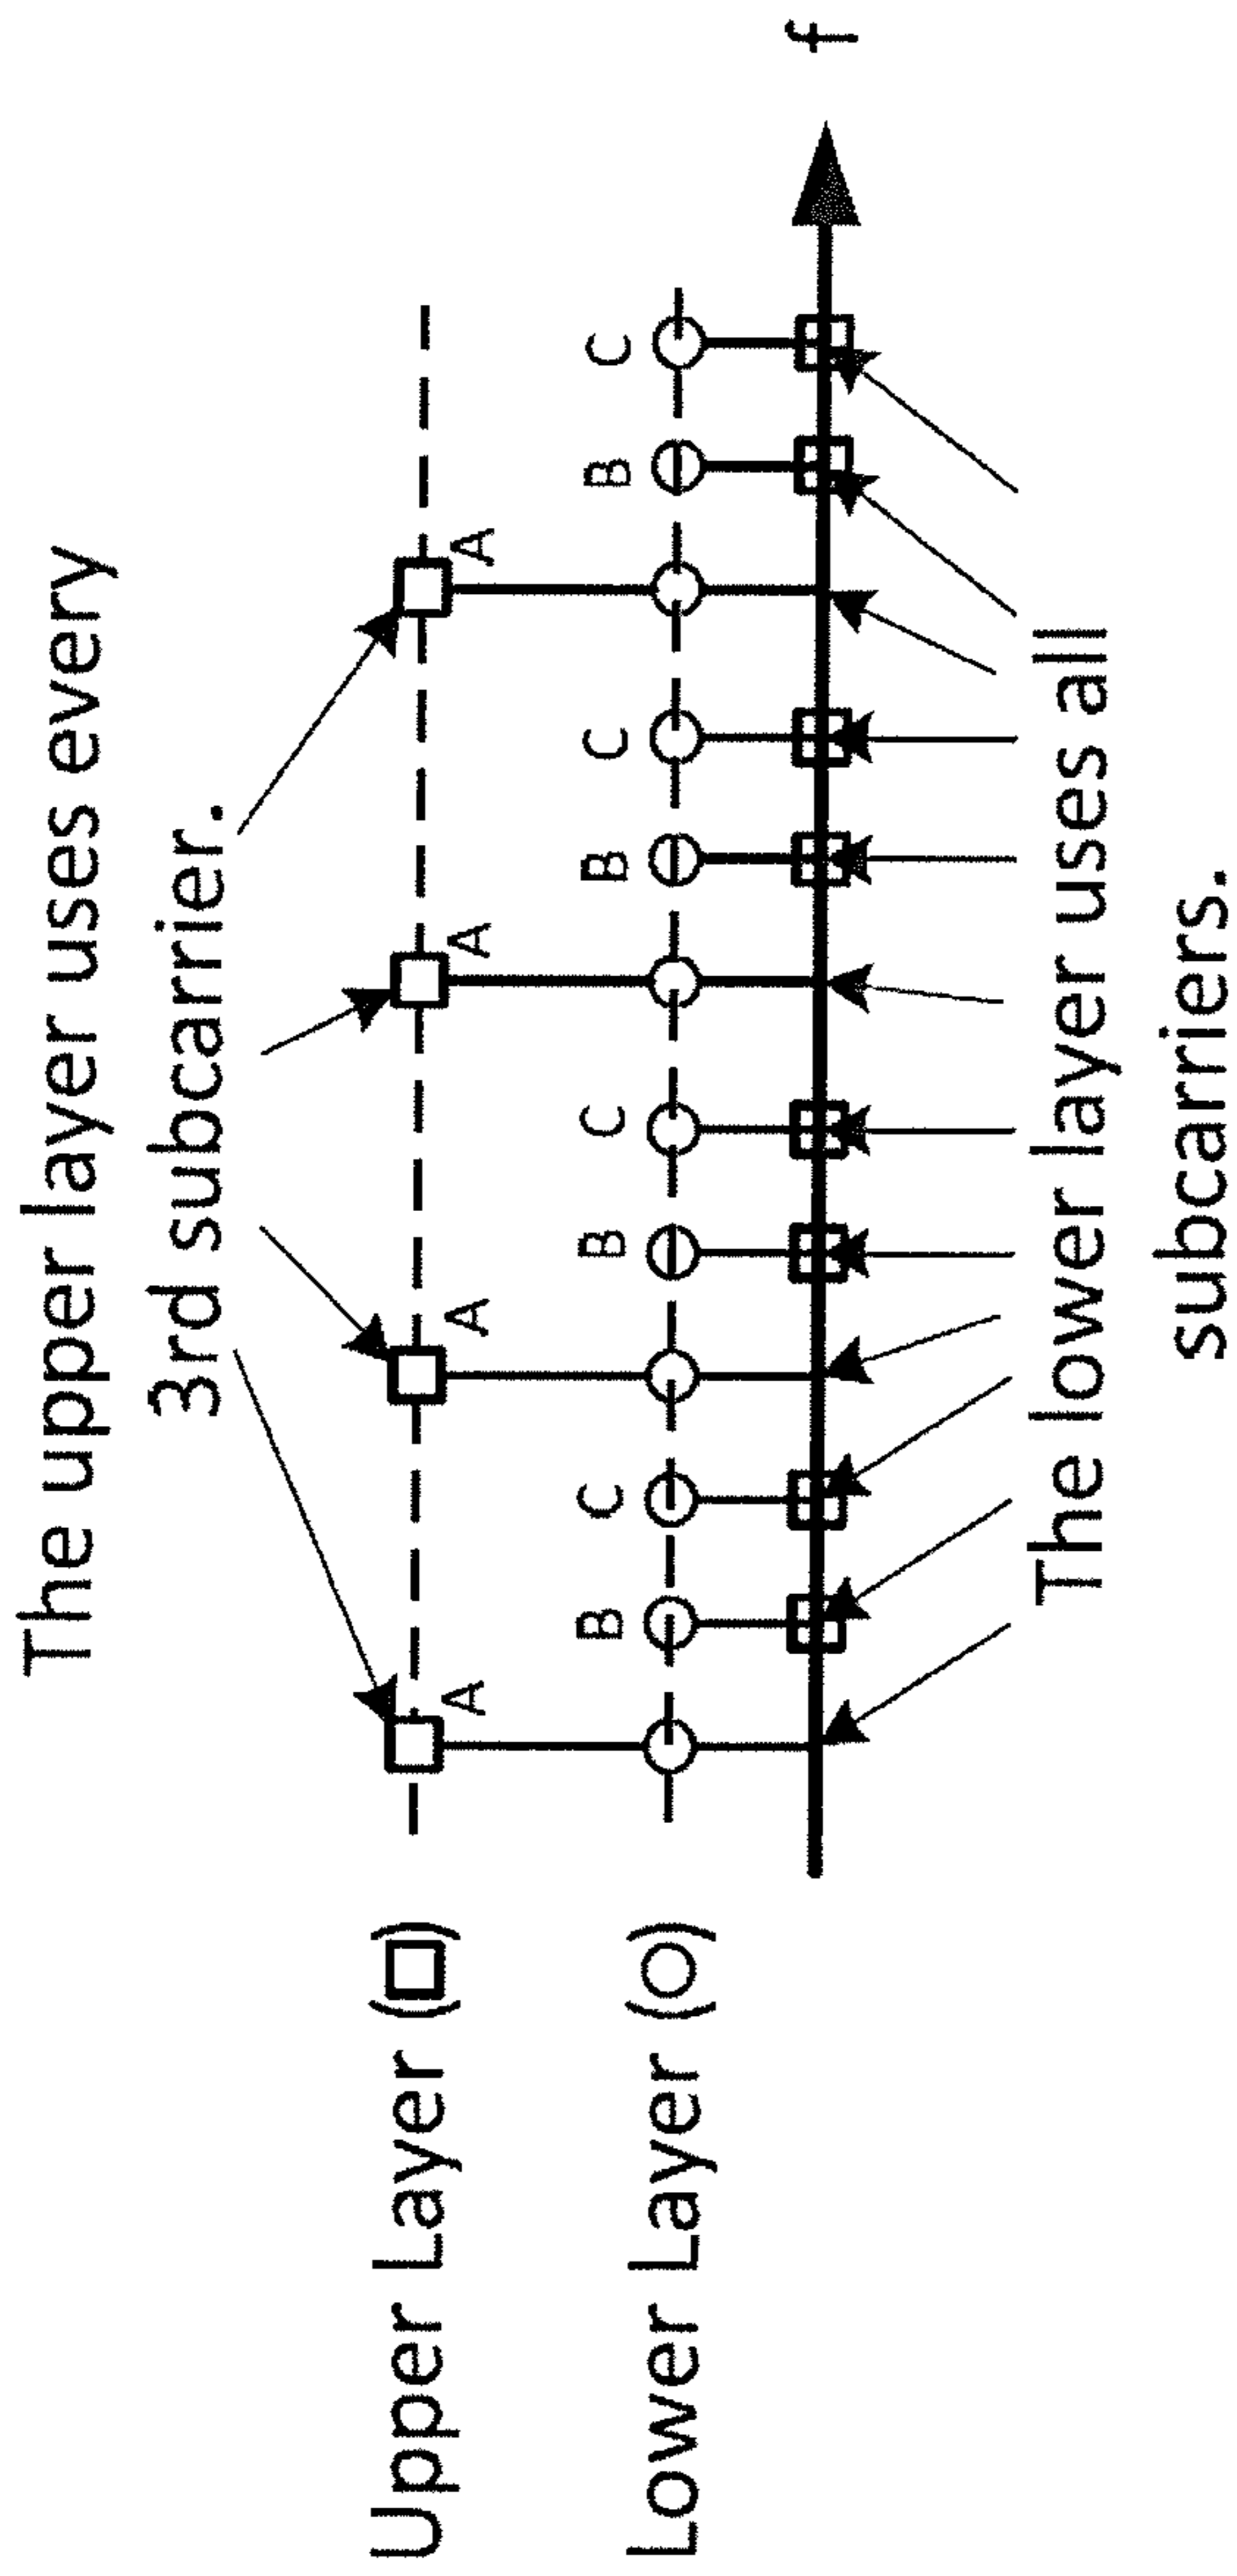 The upper layer uses every
3rd subcarrier.
Upper Layer (□)
A A A A
B C B C B C B C
Lower Layer (○)
f
The lower layer uses all
subcarriers.